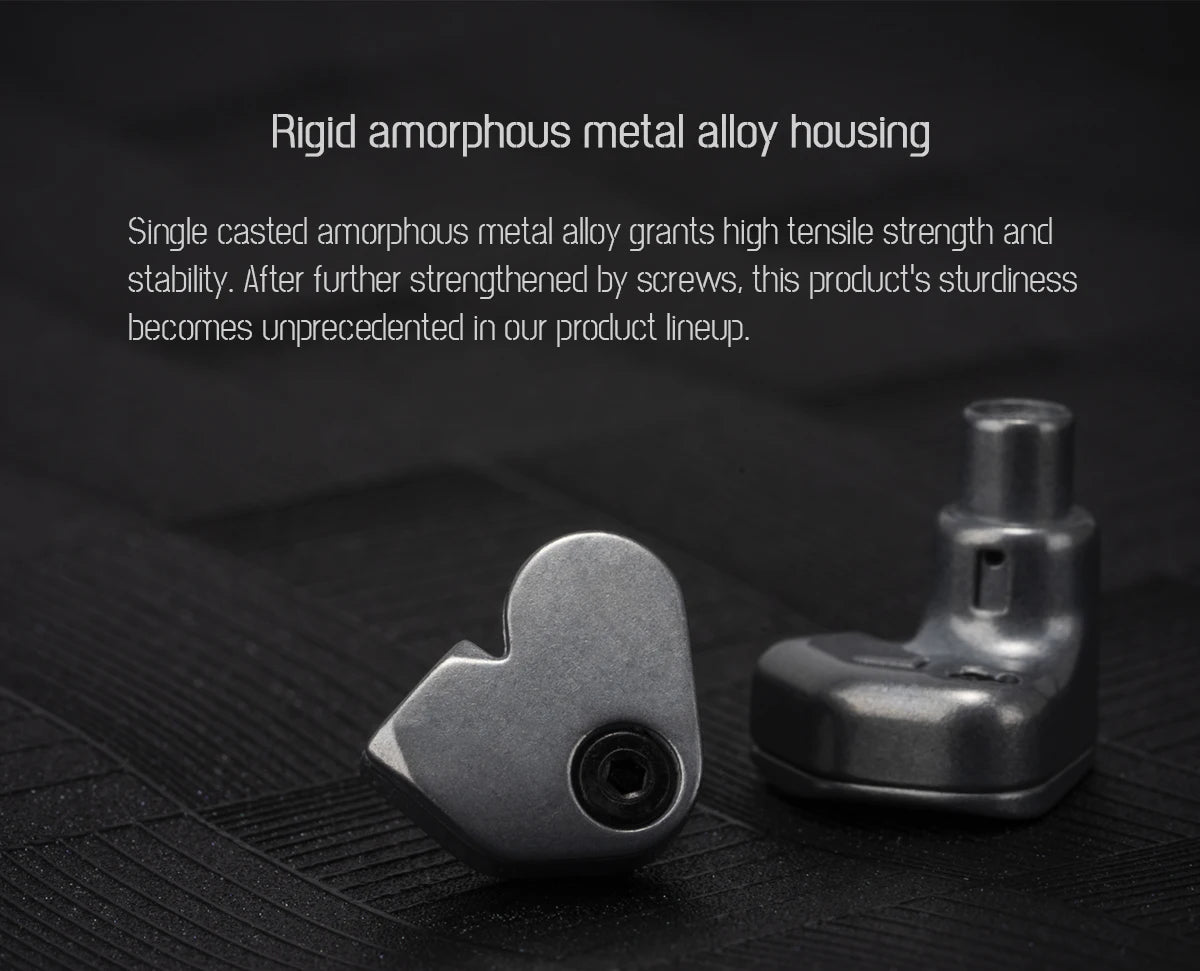 Rigid amorphous metal alloy housing
Single casted amorphous metal alloy grants high tensile strength and
stability. After further strengthened by screws, this product's sturdiness
becomes unprecedented in our product lineup.